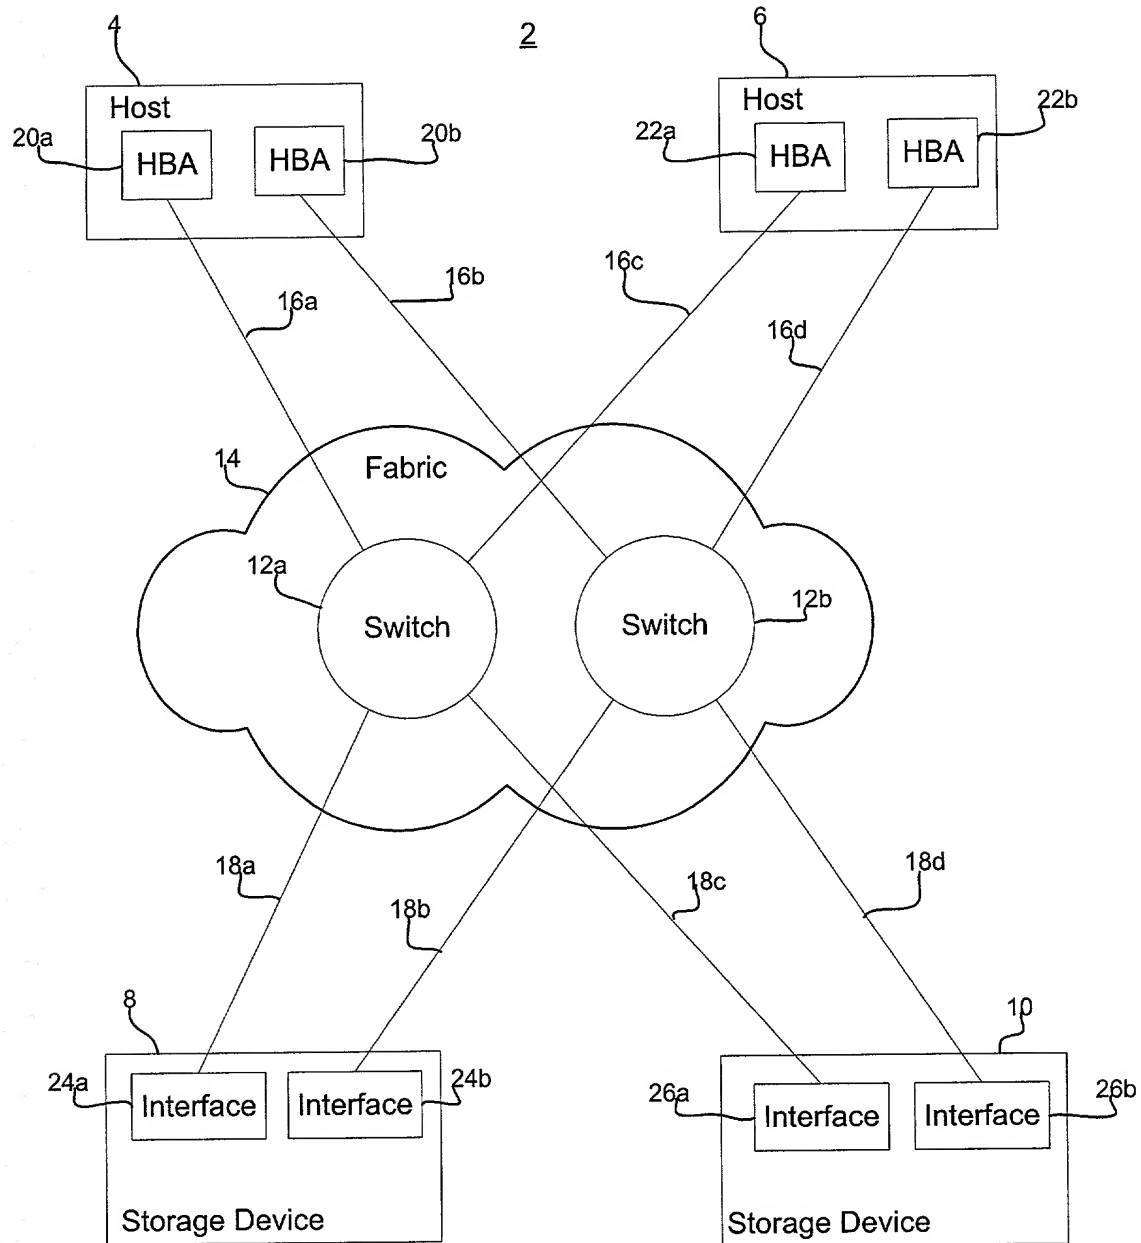 4
2
6
Host
Host
20a
HBA
HBA
20b
22a
HBA
HBA
22b
16a
16b
16c
16d
14
Fabric
12a
Switch
Switch
12b
18a
18b
18c
18d
8
10
24a
Interface
Interface
24b
26a
Interface
Interface
26b
Storage Device
Storage Device